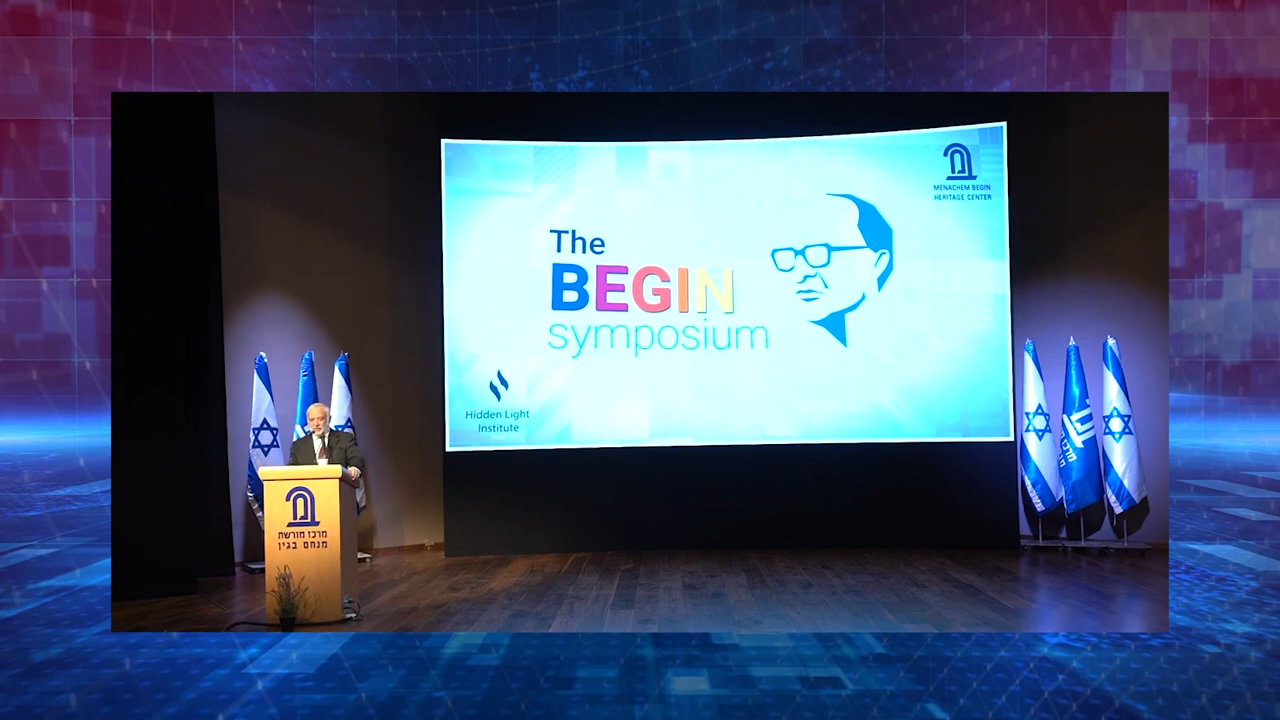 The
BEGIN
symposium
MENACHEM BEGIN
HERITAGE CENTER
Hidden Light
Institute
מרכז מורשת
מנחם בגין